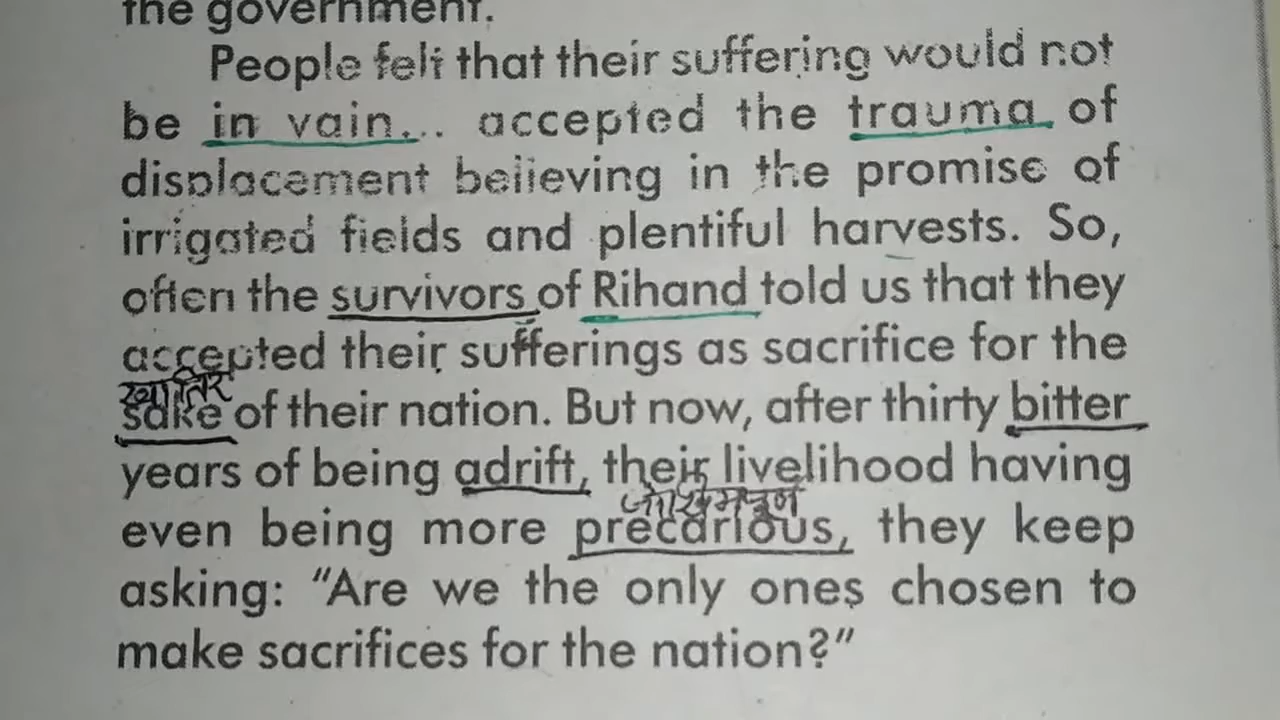 the government.
People felt that their suffering would not
be in vain... accepted the trauma of
displacement believing in the promise of
irrigated fields and plentiful harvests. So,
often the survivors of Rihand told us that they
accepted their sufferings as sacrifice for the
खातिर
sake of their nation. But now, after thirty bitter
years of being adrift, their livelihood having
जोखिमपूर्ण
even being more precarious, they keep
asking: “Are we the only ones chosen to
make sacrifices for the nation?”